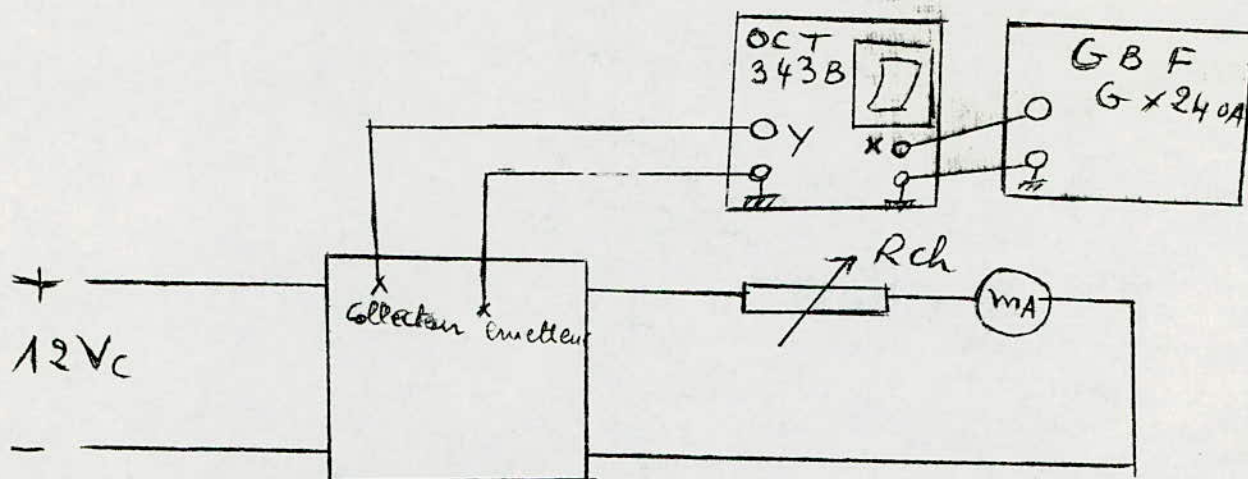 OCT
343B
Y
X
GBF
GX240A
Rch
mA
+
12Vc
-
Collecteur
emetteur